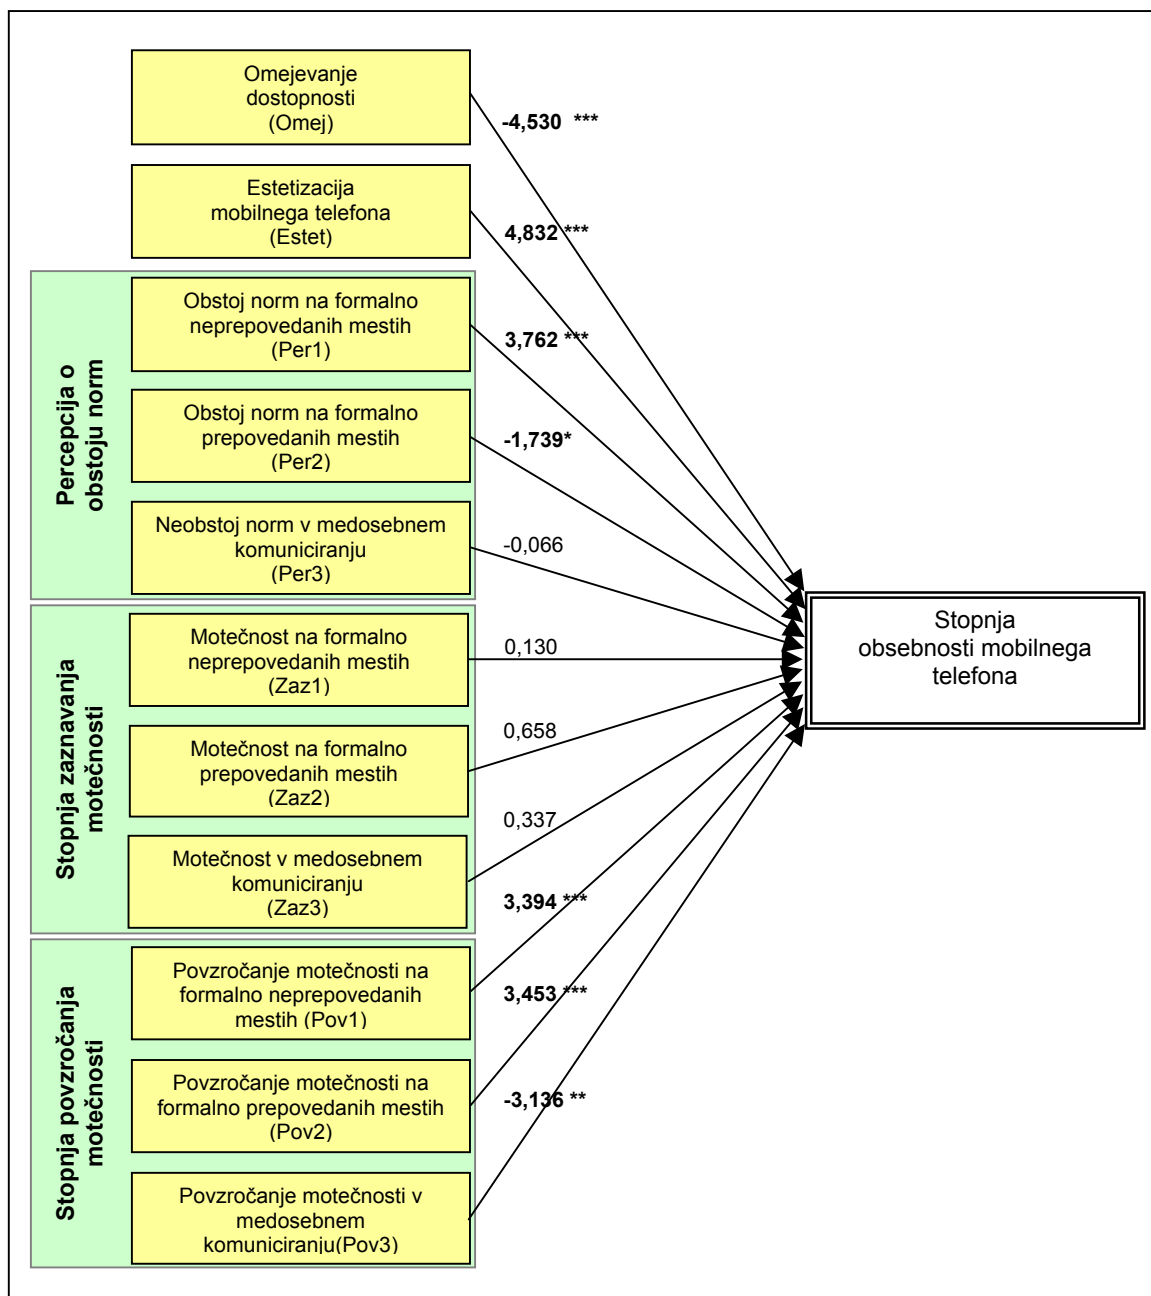 Omejevanje
dostopnosti
(Omej)
-4,530 ***
Estetizacija
mobilnega telefona
(Estet)
4,832 ***
Percepcija o
obstoju norm
Obstoj norm na formalno
neprepovedanih mestih
(Per1)
3,762 ***
Obstoj norm na formalno
prepovedanih mestih
(Per2)
-1,739*
Neobstoj norm v medosebnem
komuniciranju
(Per3)
-0,066
Stopnja zaznavanja
motečnosti
Motečnost na formalno
neprepovedanih mestih
(Zaz1)
0,130
Motečnost na formalno
prepovedanih mestih
(Zaz2)
0,658
Motečnost v medosebnem
komuniciranju
(Zaz3)
0,337
Stopnja povzročanja
motečnosti
Povzročanje motečnosti na
formalno neprepovedanih
mestih (Pov1)
3,394 ***
Povzročanje motečnosti na
formalno prepovedanih mestih
(Pov2)
3,453 ***
Povzročanje motečnosti v
medosebnem
komuniciranju(Pov3)
-3,136 **
Stopnja
obsebnosti mobilnega
telefona